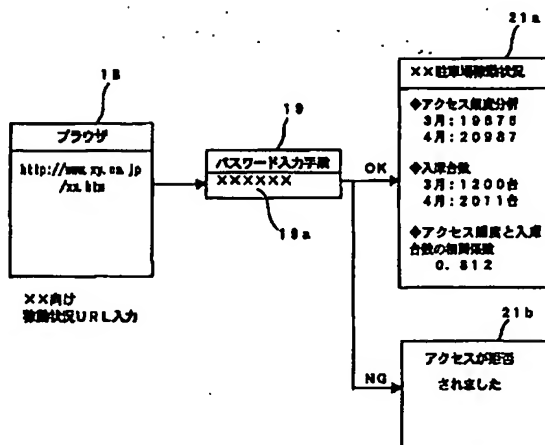 18
ブラウザ
http://www.xy.co.jp
/xx.htm
××向け
稼動状況URL入力
19
パスワード入力手段
××××××
19a
OK
NG
21a
××駐車場稼動状況
◆アクセス頻度分析
3月:19876
4月:20987
◆入庫台数
3月:1200台
4月:2011台
◆アクセス頻度と入庫
台数の相関係数
0.812
21b
アクセスが拒否
されました